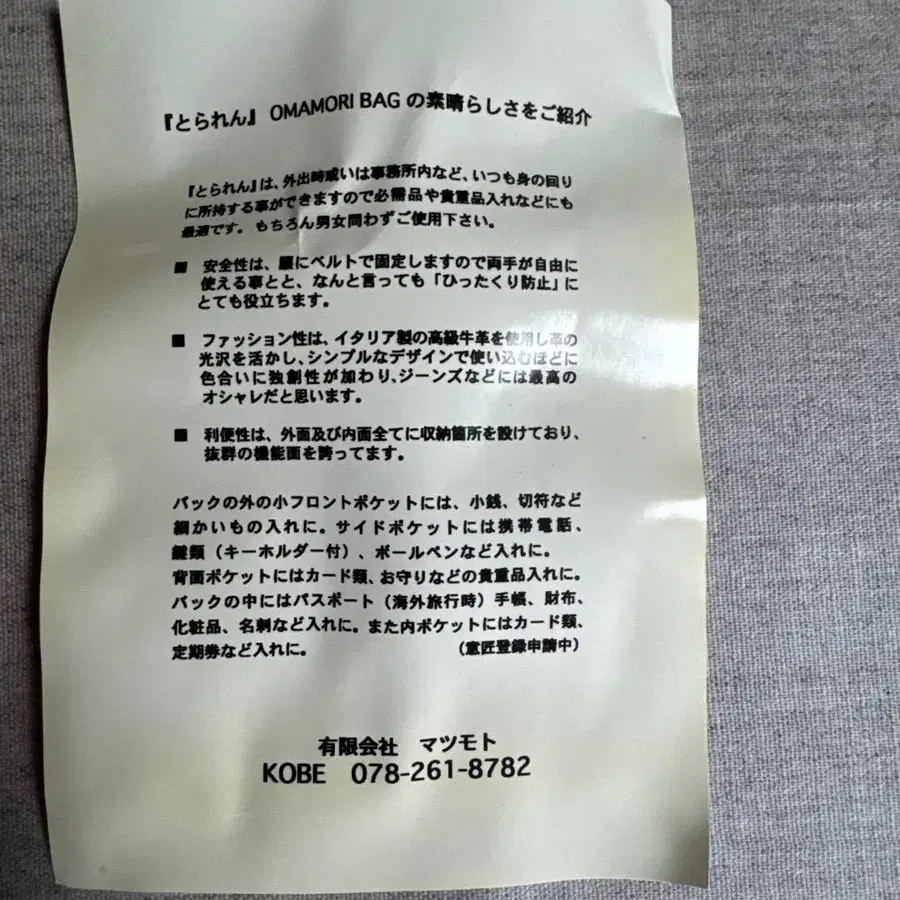 『とられん』 OMAMORI BAG の素晴らしさをご紹介
『とられん』は、外出時或いは事務所内など、いつも身の回り
に所持する事ができますので必需品や貴重品入れなどにも
最適です。もちろん男女問わずご使用下さい。
■ 安全性は、腰にベルトで固定しますので両手が自由に
使える事とと、なんと言っても「ひったくり防止」に
とても役立ちます。
■ ファッション性は、イタリア製の高級牛革を使用し革の
光沢を活かし、シンプルなデザインで使い込むほどに
色合いに独創性が加わり、ジーンズなどには最高の
オシャレだと思います。
■ 利便性は、外面及び内面全てに収納箇所を設けており、
抜群の機能面を誇ってます。
バックの外の小フロントポケットには、小銭、切符など
細かいもの入れに。サイドポケットには携帯電話、
鍵類（キーホルダー付）、ボールペンなど入れに。
背面ポケットにはカード類、お守りなどの貴重品入れに。
バックの中にはパスポート（海外旅行時）手帳、財布、
化粧品、名刺など入れに。また内ポケットにはカード類、
定期券など入れに。 （意匠登録申請中）
有限会社 マツモト
KOBE 078-261-8782